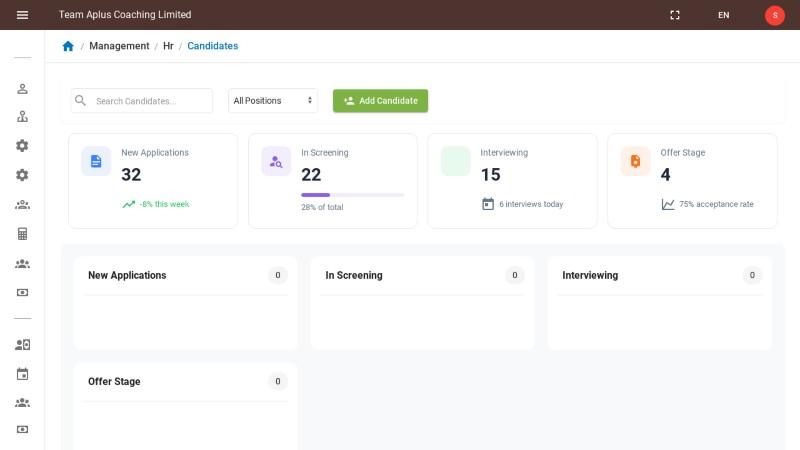 Team Aplus Coaching Limited
EN
S
/ Management / Hr / Candidates
Search Candidates...
All Positions
Add Candidate
New Applications
32
-8% this week
In Screening
22
28% of total
Interviewing
15
6 interviews today
Offer Stage
4
75% acceptance rate
New Applications
0
In Screening
0
Interviewing
0
Offer Stage
0